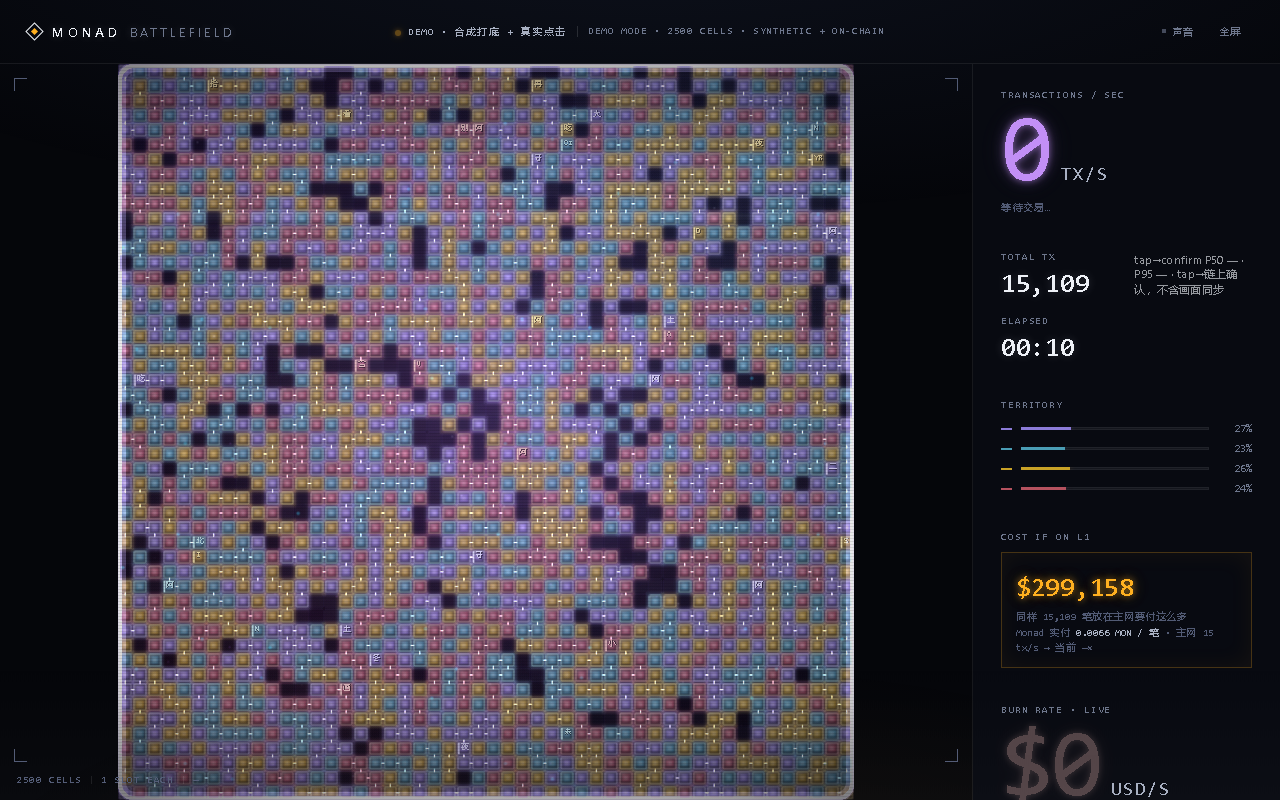 MONAD BATTLEFIELD
DEMO · 合成打底 + 真实点击
DEMO MODE · 2500 CELLS · SYNTHETIC + ON-CHAIN
声音
全屏
TRANSACTIONS / SEC
0 TX/S
等待交易…
TOTAL TX
15,109
tap→confirm P50 — ·
P95 — · tap→链上确
认, 不含画面同步
ELAPSED
00:10
TERRITORY
27%
23%
26%
24%
COST IF ON L1
$299,158
同样 15,109 笔放在主网要付这么多
Monad 实付 0.0066 MON / 笔 · 主网 15
tx/s → 当前 —×
BURN RATE · LIVE
$0 USD/S
2500 CELLS | 1 SPOT EACH